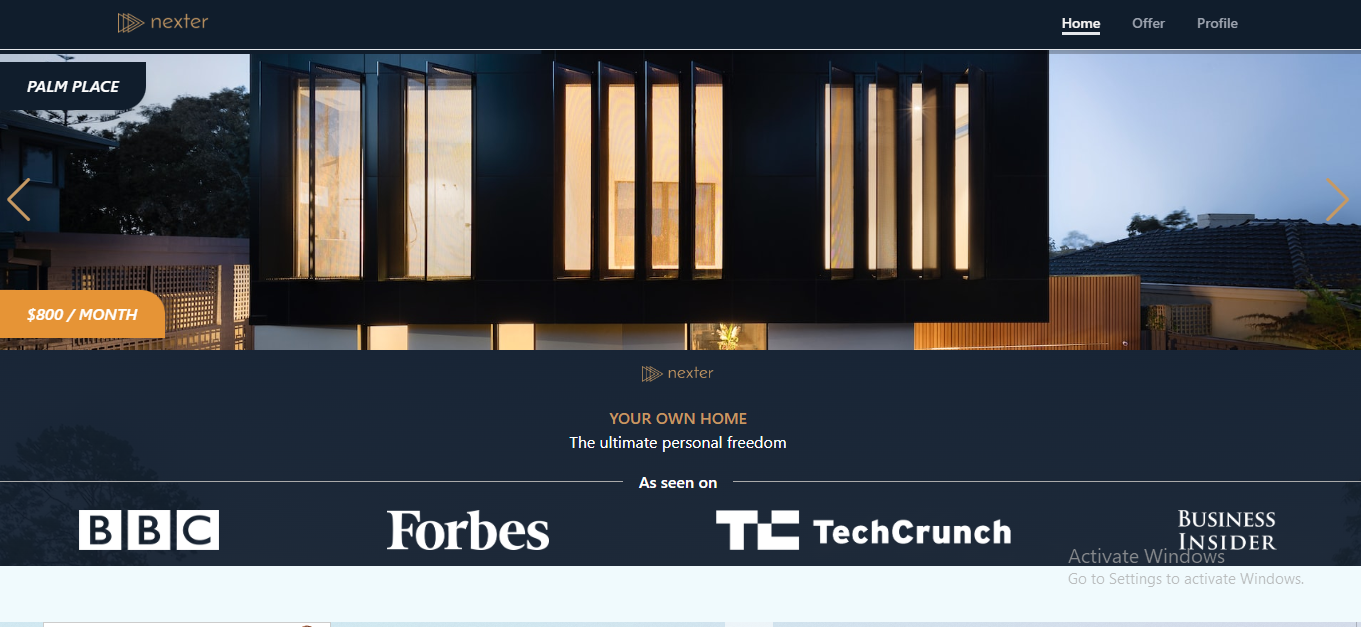 nexter
Home Offer Profile
PALM PLACE
$800 / MONTH
nexter
YOUR OWN HOME
The ultimate personal freedom
As seen on
BBC
Forbes
TC TechCrunch
BUSINESS
INSIDER
Activate Windows
Go to Settings to activate Windows.